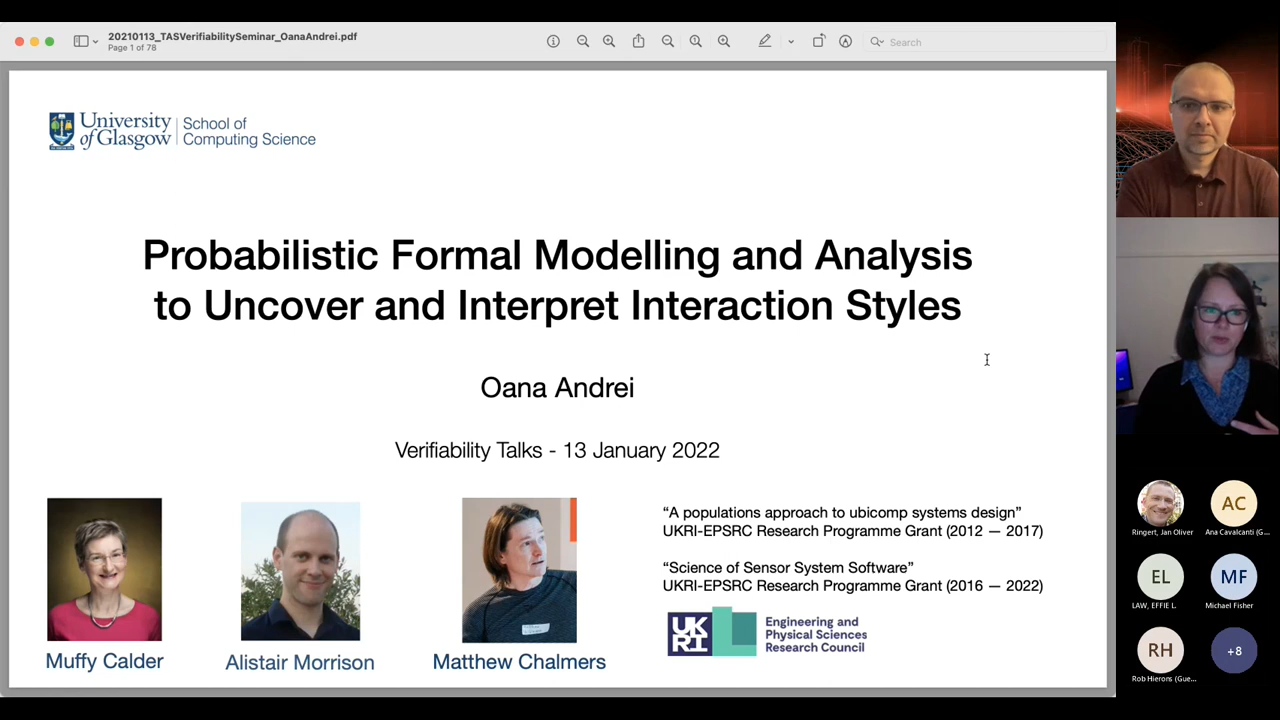 20210113_TASVerifiabilitySeminar_OanaAndrei.pdf
Page 1 of 78
Search
University of Glasgow
School of Computing Science
Probabilistic Formal Modelling and Analysis
to Uncover and Interpret Interaction Styles
Oana Andrei
Verifiability Talks - 13 January 2022
“A populations approach to ubicomp systems design”
UKRI-EPSRC Research Programme Grant (2012 — 2017)
“Science of Sensor System Software”
UKRI-EPSRC Research Programme Grant (2016 — 2022)
UKRI
Engineering and
Physical Sciences
Research Council
Muffy Calder
Alistair Morrison
Matthew Chalmers
Ringert, Jan Oliver
AC
Ana Cavalcanti (G...
EL
LAW, EFFIE L.
MF
Michael Fisher
RH
Rob Hierons (Gue...
+8